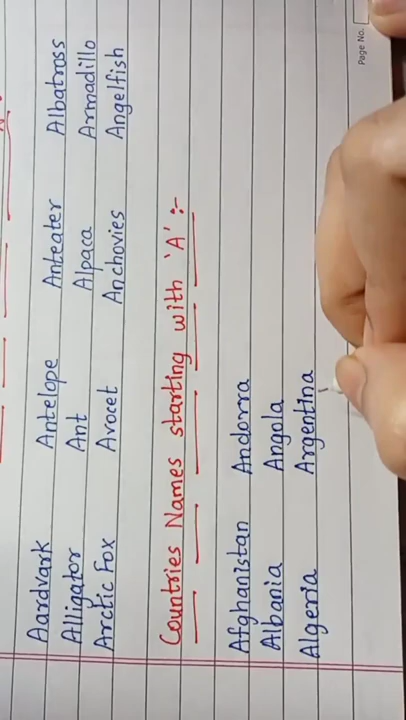 Page No.
Aardvark Antelope Anteater Albatross
Alligator Ant Alpaca Armadillo
Arctic Fox Avocet Anchovies Angelfish
Countries Names starting with 'A' :-
Afghanistan Andorra
Albania Angola
Algeria Argentina